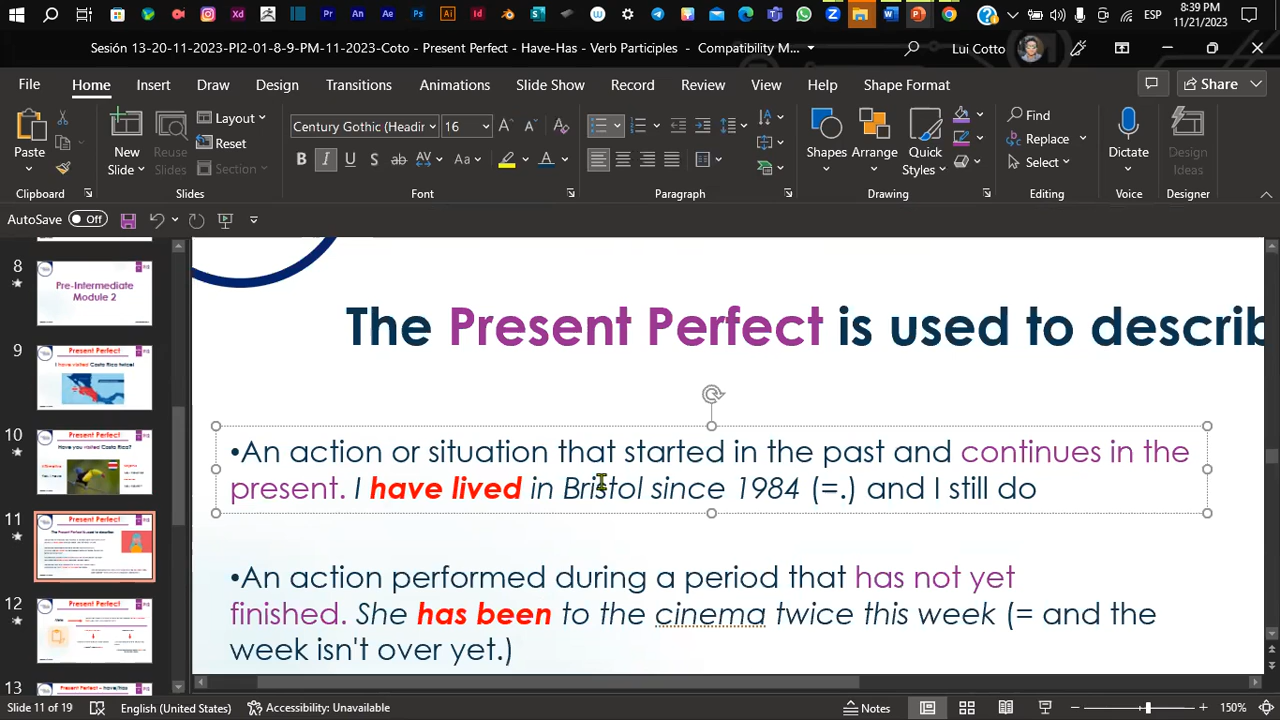 8:39 PM
ESP
11/21/2023
Sesión 13-20-11-2023-PI2-01-8-9-PM-11-2023-Coto - Present Perfect - Have-Has - Verb Participles - Compatibility M...
Lui Cotto
File Home Insert Draw Design Transitions Animations Slide Show Record Review View Help Shape Format Share
Paste
New Slides
Reuse Slides
Layout
Reset
Section
Century Gothic (Headir 16
Shapes
Arrange
Quick Styles
Find
Replace
Select
Dictate
Design Ideas
Clipboard Slides Font Paragraph Drawing Editing Voice Designer
AutoSave Off
8
Pre-Intermediate
Module 2
9
Present Perfect
I have visited Costa Rica twice!
10
Present Perfect
Have you visited Costa Rica?
11
Present Perfect
The Present Perfect is used to describe
12
Present Perfect
13
Present Perfect - have/has
The Present Perfect is used to describ
•An action or situation that started in the past and continues in the
present. I have lived in Bristol since 1984 (=.) and I still do
•An action performed during a period that has not yet
finished. She has been to the cinema twice this week (= and the
week isn't over yet.)
Slide 11 of 19 English (United States) Accessibility: Unavailable Notes 150%